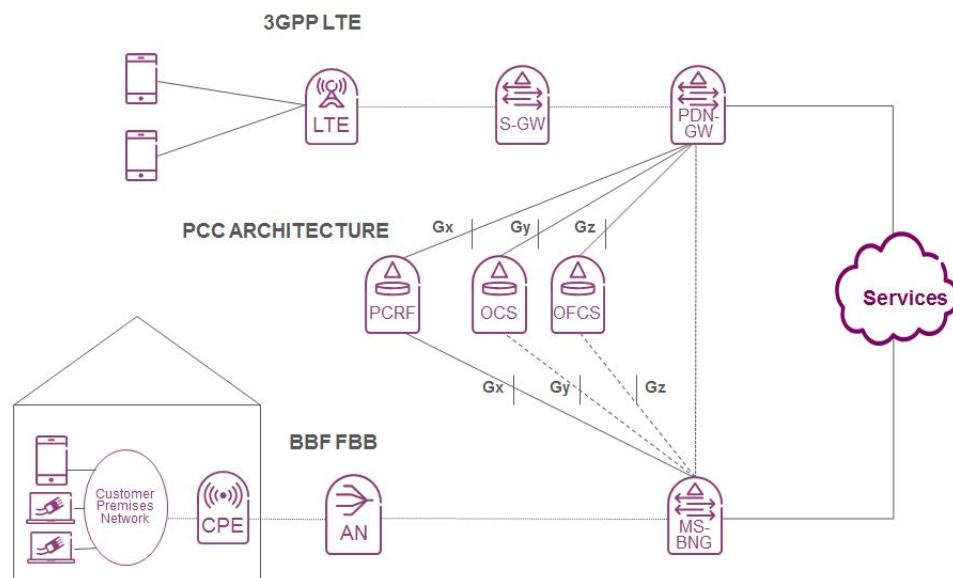 3GPP LTE
LTE
S-GW
PDN-
GW
PCC ARCHITECTURE
Gx
Gy
Gz
PCRF
OCS
OFCS
Services
Gx
Gy
Gz
BBF FBB
Customer
Premises
Network
CPE
AN
MS-
BNG